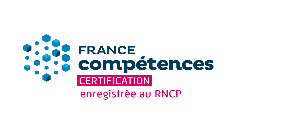 FRANCE
compétences
CERTIFICATION
enregistrée au RNCP